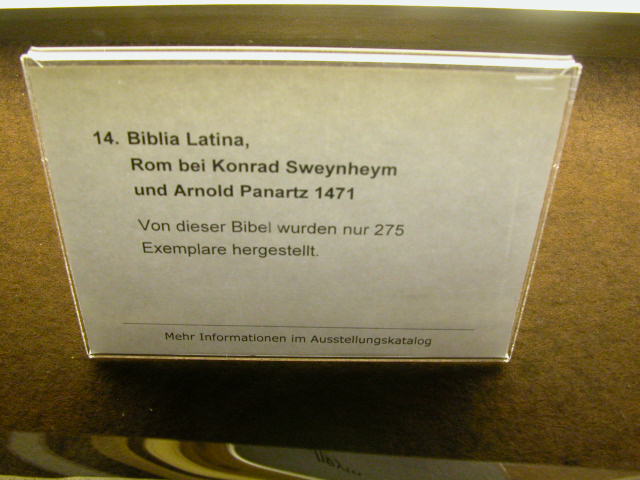 14. Biblia Latina,
Rom bei Konrad Sweynheym
und Arnold Panartz 1471
Von dieser Bibel wurden nur 275
Exemplare hergestellt.
Mehr Informationen im Ausstellungskatalog